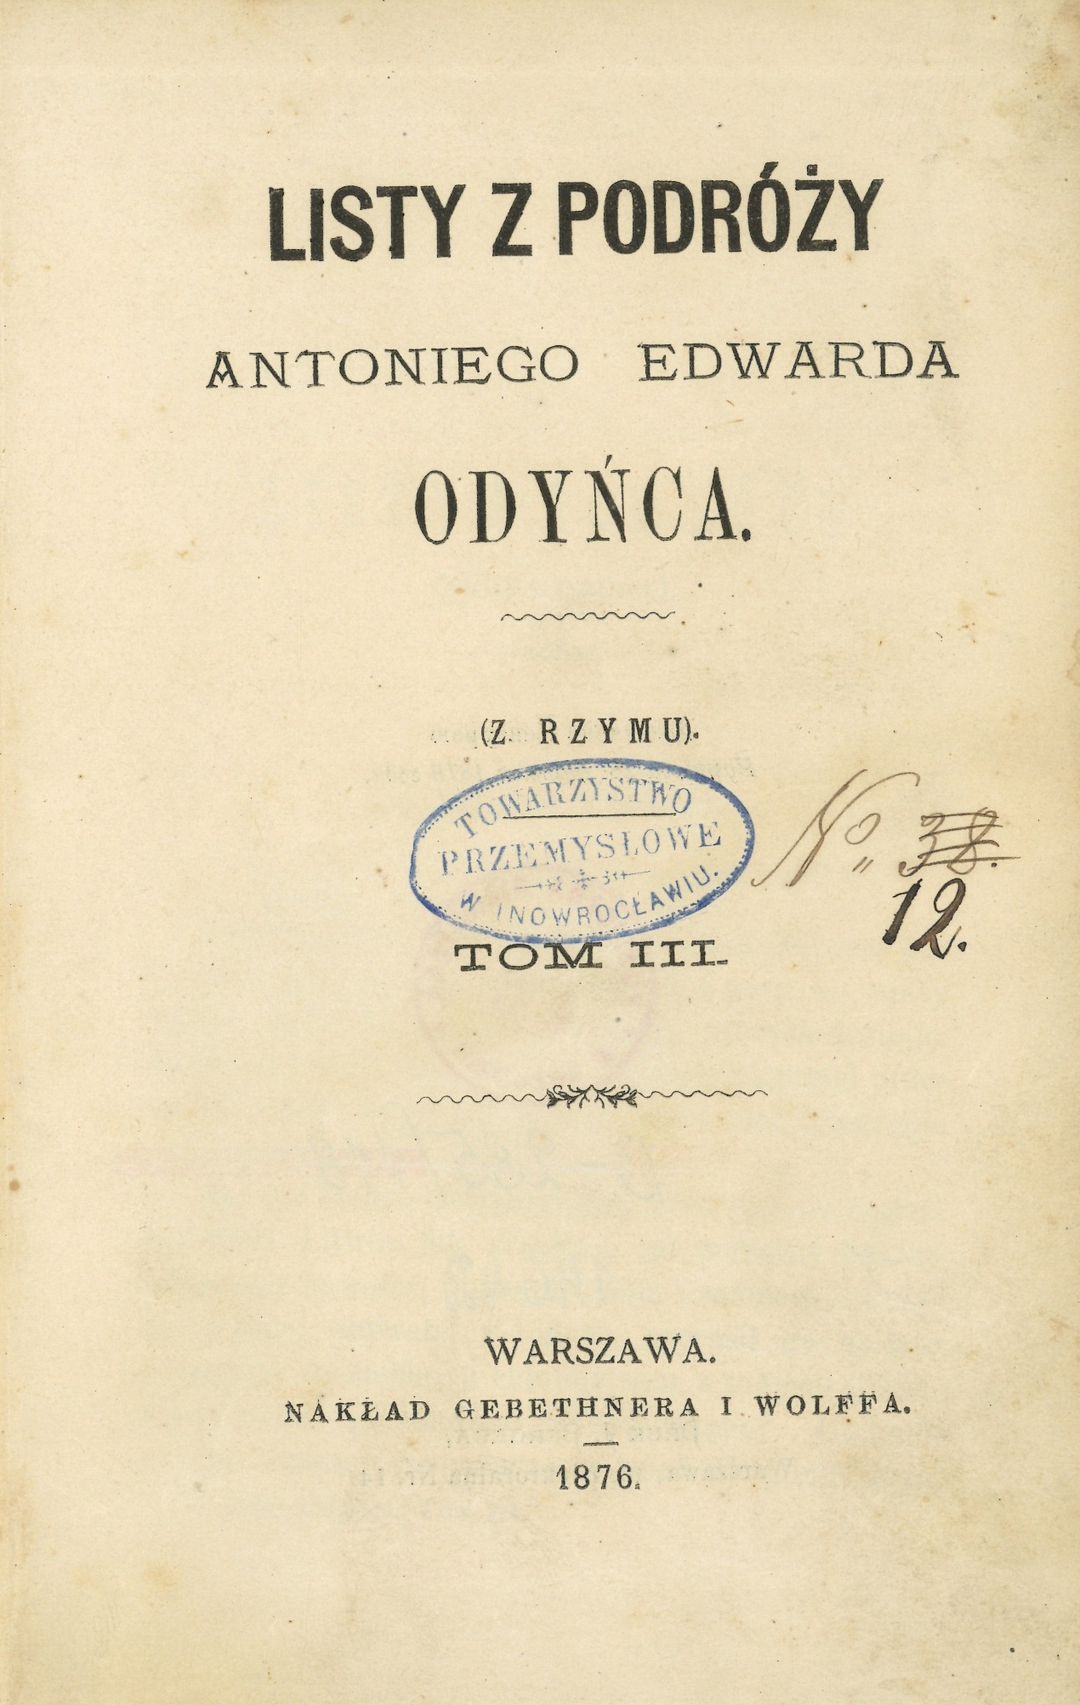 LISTY Z PODRÓŻY
ANTONIEGO EDWARDA
ODYŃCA.
(Z RZYMU).
TOWARZYSTWO
PRZEMYSŁOWE
W INOWROCŁAWIU.
No 38.
12.
TOM III.
WARSZAWA.
NAKŁAD GEBETHNERA I WOLFFA.
1876.